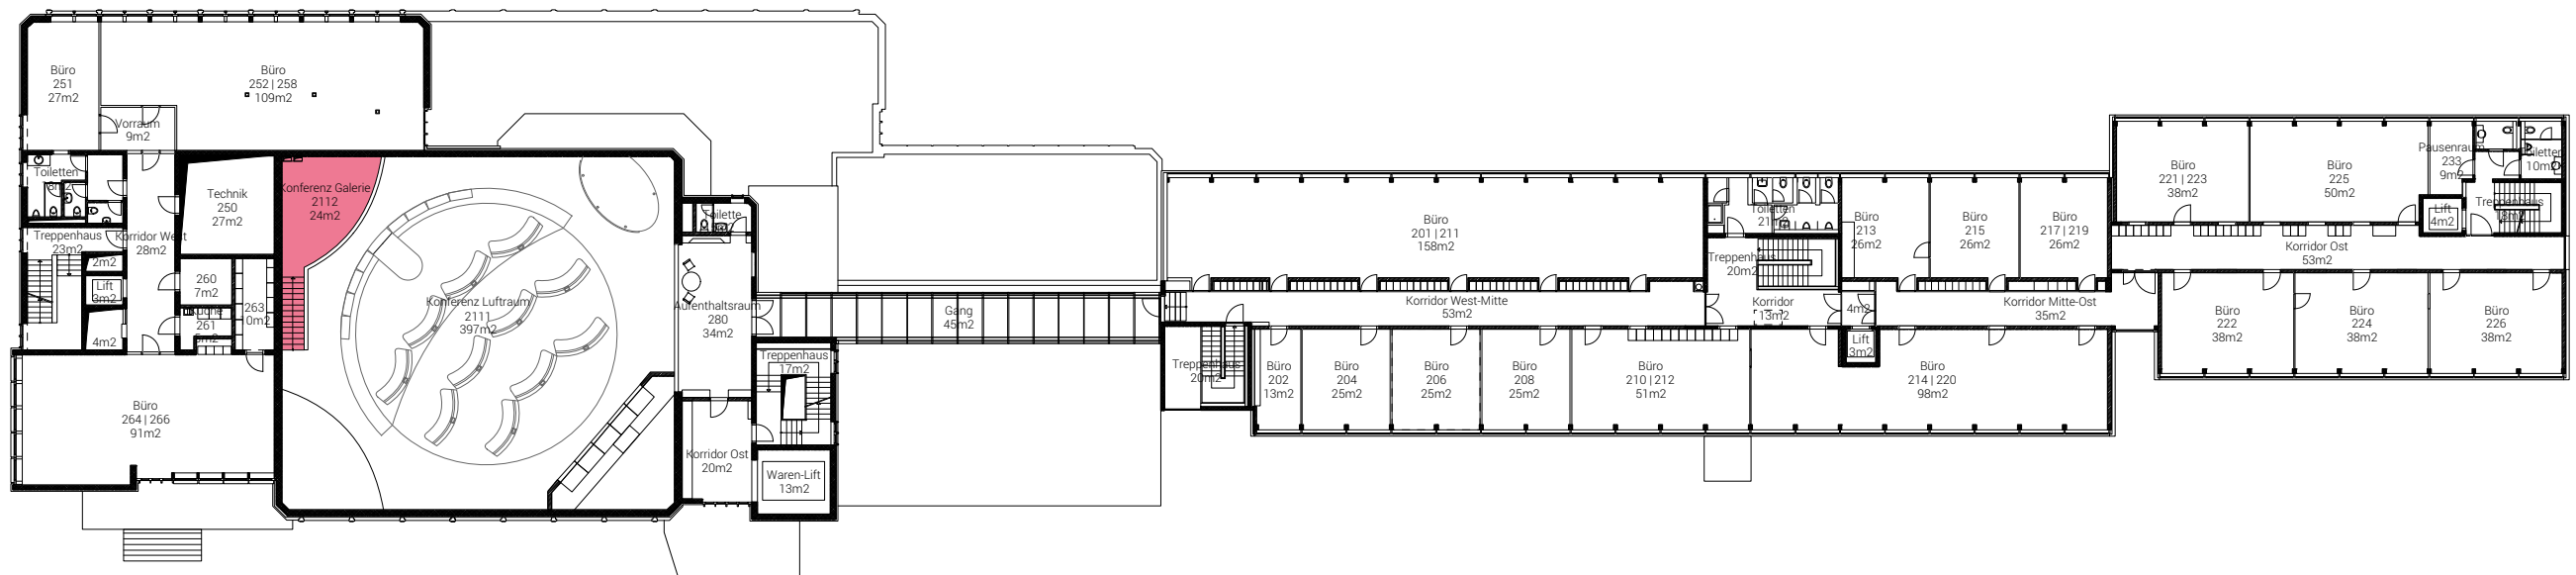 Büro
251
27m2
Büro
252 | 258
109m2
Vorraum
9m2
Toiletten
18m2
Technik
250
27m2
Konferenz Galerie
2112
24m2
Treppenhaus
23m2
Korridor West
28m2
2m2
Lift
3m2
4m2
260
7m2
Küche
261
263
10m2
Büro
264 | 266
91m2
Konferenz Luftraum
2111
397m2
Toilette
Aufenthaltsraum
280
34m2
Treppenhaus
17m2
Korridor Ost
20m2
Waren-Lift
13m2
Gang
45m2
Büro
201 | 211
158m2
Korridor West-Mitte
53m2
Treppenhaus
20m2
Büro
202
13m2
Büro
204
25m2
Büro
206
25m2
Büro
208
25m2
Büro
210 | 212
51m2
Toiletten
Treppenhaus
20m2
Korridor
13m2
4m2
Lift
3m2
Büro
213
26m2
Büro
215
26m2
Büro
217 | 219
26m2
Korridor Mitte-Ost
35m2
Büro
214 | 220
98m2
Büro
221 | 223
38m2
Büro
225
50m2
Pausenraum
233
9m2
Toiletten
10m2
Lift
4m2
Treppenhaus
18m2
Korridor Ost
53m2
Büro
222
38m2
Büro
224
38m2
Büro
226
38m2